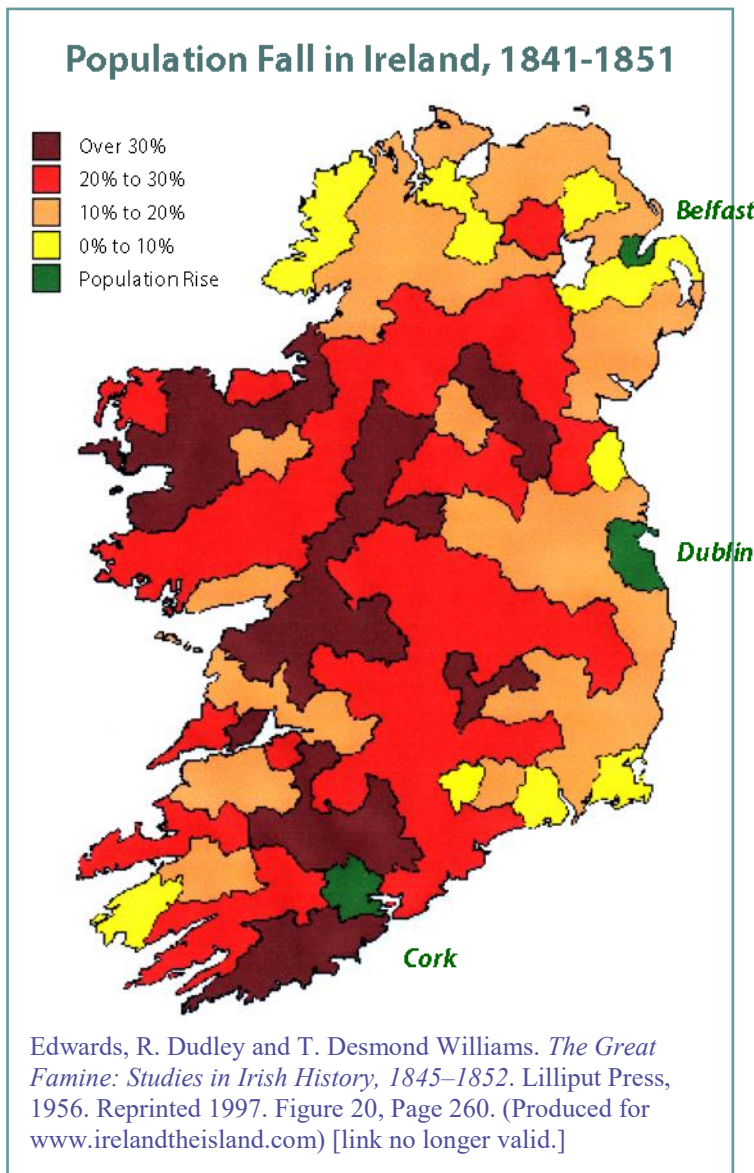 Population Fall in Ireland, 1841-1851
Over 30%
20% to 30%
10% to 20%
0% to 10%
Population Rise
Belfast
Dublin
Cork
Edwards, R. Dudley and T. Desmond Williams. The Great
Famine: Studies in Irish History, 1845–1852. Lilliput Press,
1956. Reprinted 1997. Figure 20, Page 260. (Produced for
www.irelandtheisland.com) [link no longer valid.]